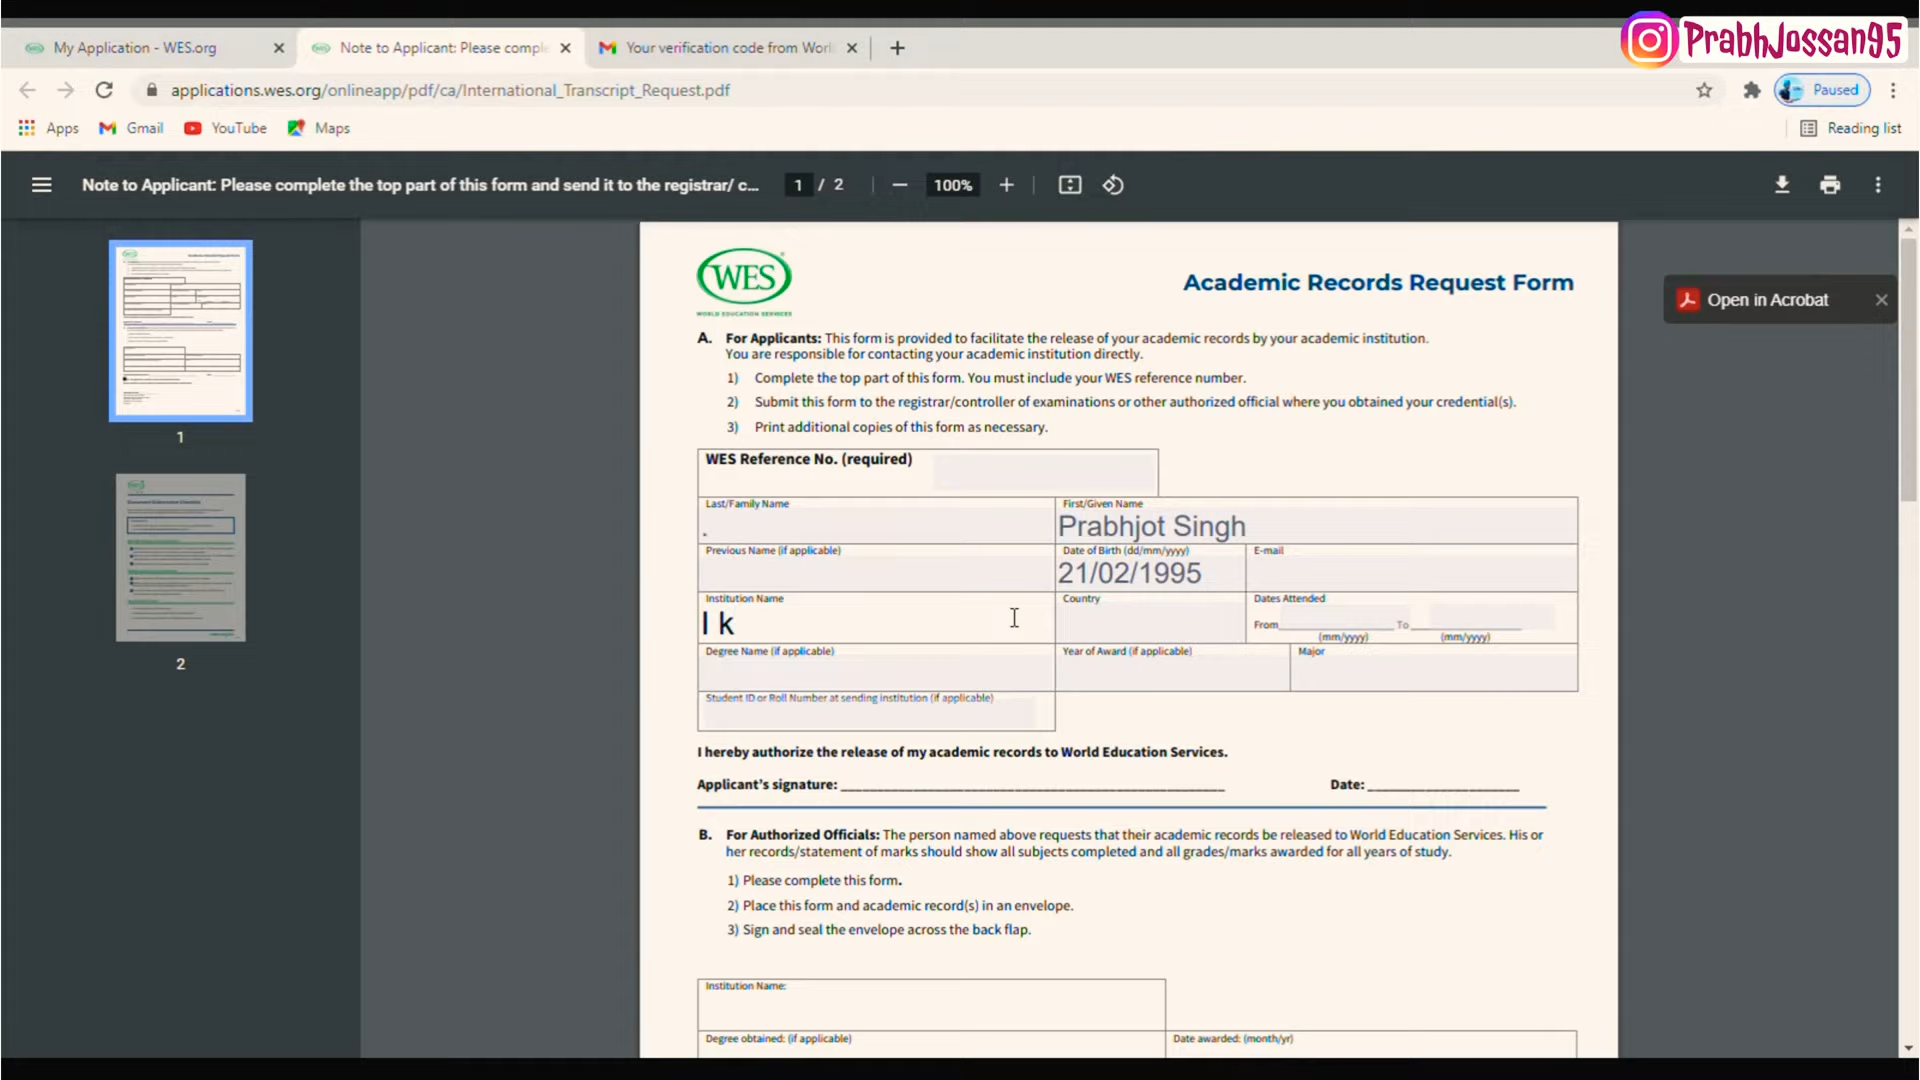 PrabhJossan95
My Application - WES.org
Note to Applicant: Please comple
Your verification code from Worl
applications.wes.org/onlineapp/pdf/ca/International_Transcript_Request.pdf
Paused
Apps
Gmail
YouTube
Maps
Reading list
Note to Applicant: Please complete the top part of this form and send it to the registrar/ c...
1 / 2
100%
WES
WORLD EDUCATION SERVICES
Academic Records Request Form
Open in Acrobat
A. For Applicants: This form is provided to facilitate the release of your academic records by your academic institution.
You are responsible for contacting your academic institution directly.
1) Complete the top part of this form. You must include your WES reference number.
2) Submit this form to the registrar/controller of examinations or other authorized official where you obtained your credential(s).
3) Print additional copies of this form as necessary.
1
WES Reference No. (required)
Last/Family Name
First/Given Name
.
Prabhjot Singh
Previous Name (if applicable)
Date of Birth (dd/mm/yyyy)
E-mail
21/02/1995
Institution Name
Country
Dates Attended
I k
From
To
(mm/yyyy)
(mm/yyyy)
Degree Name (if applicable)
Year of Award (if applicable)
Major
2
Student ID or Roll Number at sending institution (if applicable)
I hereby authorize the release of my academic records to World Education Services.
Applicant's signature:
Date:
B. For Authorized Officials: The person named above requests that their academic records be released to World Education Services. His or
her records/statement of marks should show all subjects completed and all grades/marks awarded for all years of study.
1) Please complete this form.
2) Place this form and academic record(s) in an envelope.
3) Sign and seal the envelope across the back flap.
Institution Name:
Degree obtained: (if applicable)
Date awarded: (month/yr)